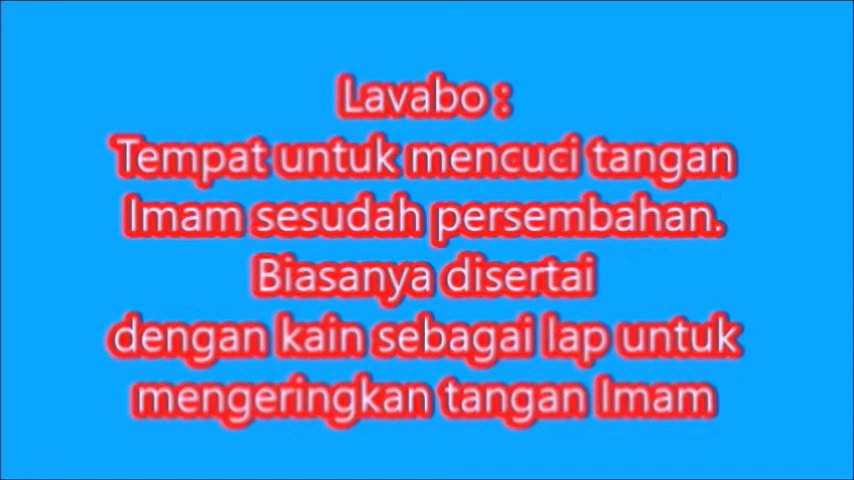 Lavabo :
Tempat untuk mencuci tangan
Imam sesudah persembahan.
Biasanya disertai
dengan kain sebagai lap untuk
mengeringkan tangan Imam